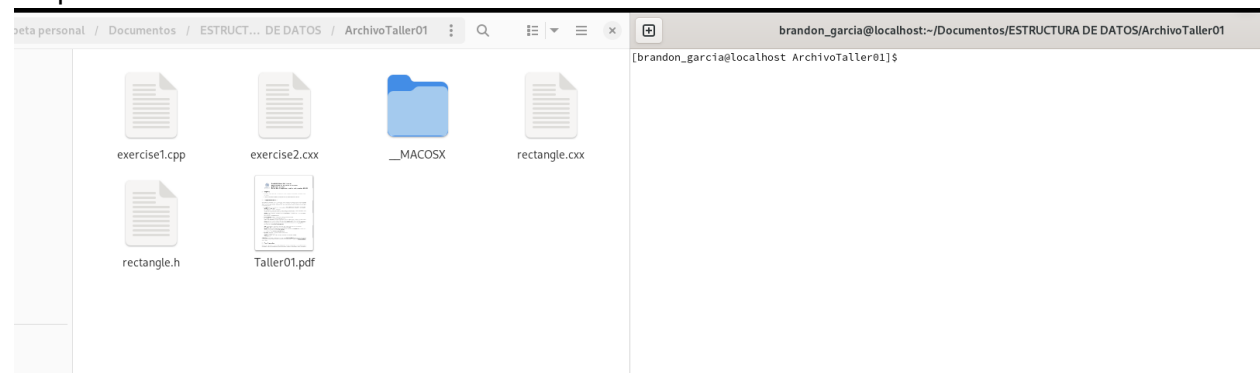 peta personal / Documentos / ESTRUCT... DE DATOS / ArchivoTaller01
brandon_garcia@localhost:~/Documentos/ESTRUCTURA DE DATOS/ArchivoTaller01
[brandon_garcia@localhost ArchivoTaller01]$
exercise1.cpp
exercise2.cxx
__MACOSX
rectangle.cxx
rectangle.h
Taller01.pdf